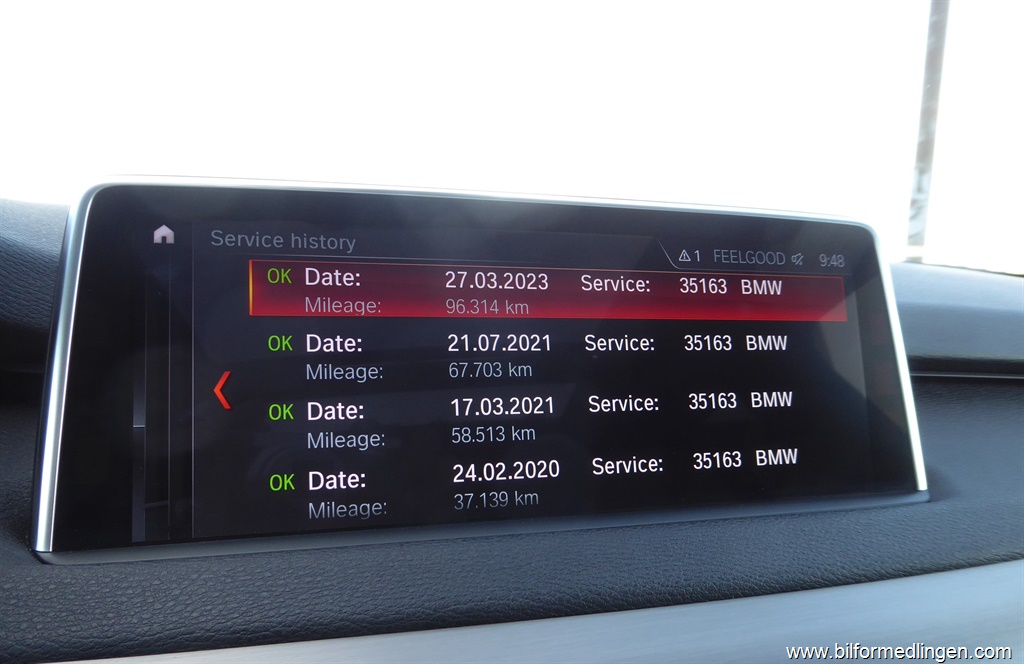 Service history
1 FEELGOOD 9:48
OK Date: 27.03.2023 Service: 35163 BMW
Mileage: 96.314 km
OK Date: 21.07.2021 Service: 35163 BMW
Mileage: 67.703 km
OK Date: 17.03.2021 Service: 35163 BMW
Mileage: 58.513 km
OK Date: 24.02.2020 Service: 35163 BMW
Mileage: 37.139 km
www.bilformedlingen.com